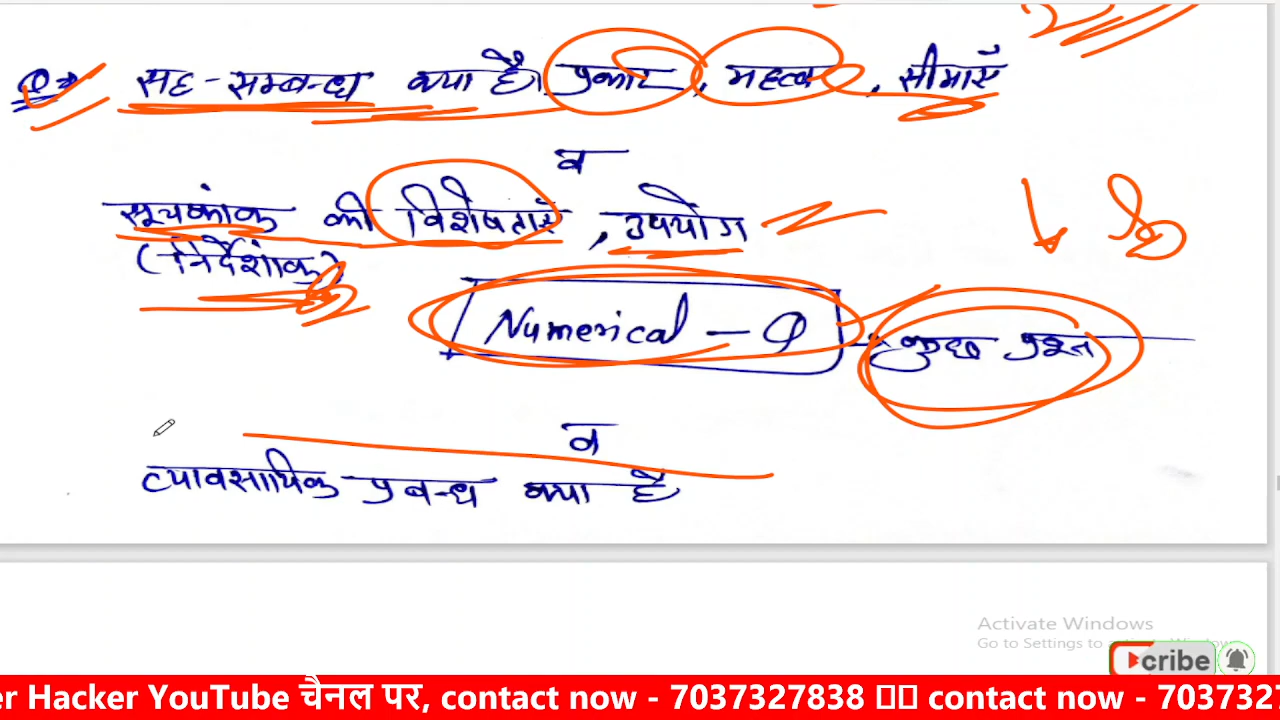 Q⇒ सह-सम्बन्ध क्या है। प्रकार, महत्व, सीमाएँ
व
सूचकांक की विशेषताएँ, उपयोग
(निर्देशांक)
Numerical - Q कुछ प्रश्न
व
व्यावसायिक प्रबन्ध क्या है
Activate Windows
Go to Settings to
cribe
er Hacker YouTube चैनल पर, contact now - 7037327838 contact now - 703732